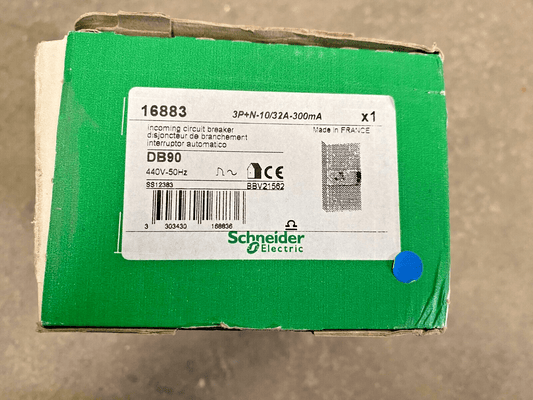 16883 3P+N-10/32A-300mA x1
incoming circuit breaker Made in FRANCE
disjoncteur de branchement
interruptor automatico
DB90
440V-50Hz CE
SS12383 BBV21562
3 303430 168836
Schneider
Electric